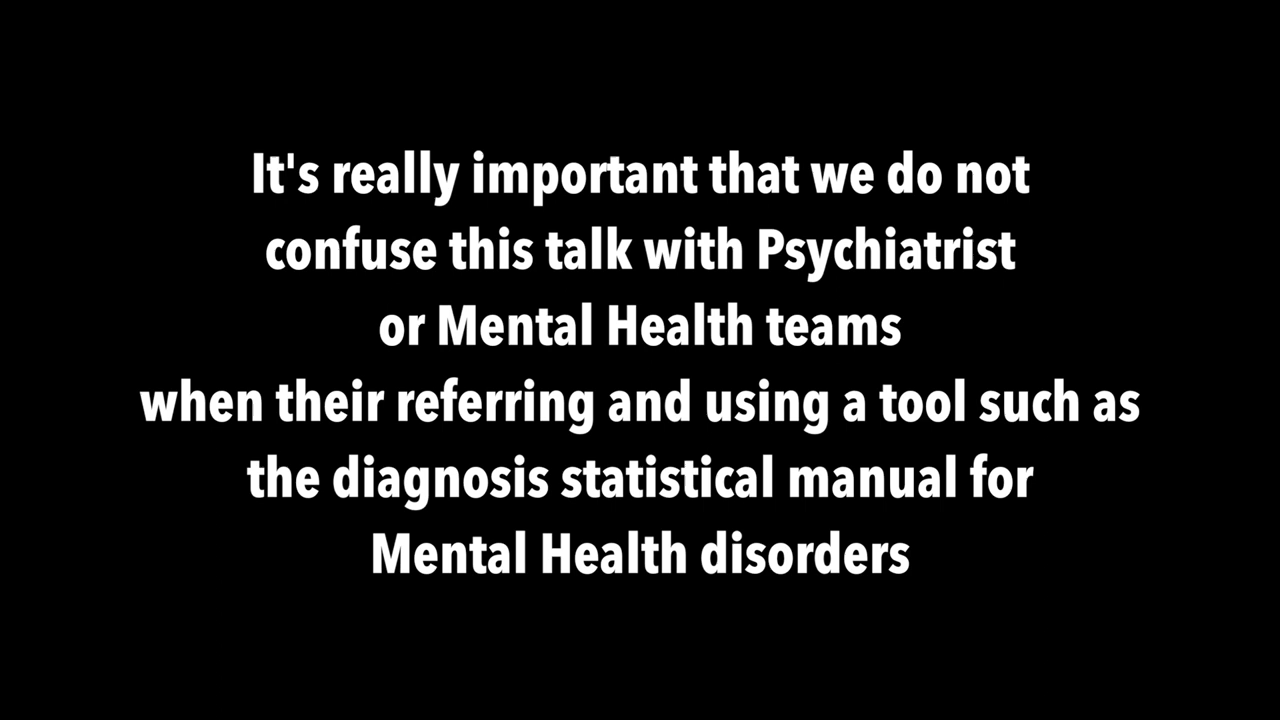 It's really important that we do not
confuse this talk with Psychiatrist
or Mental Health teams
when their referring and using a tool such as
the diagnosis statistical manual for
Mental Health disorders